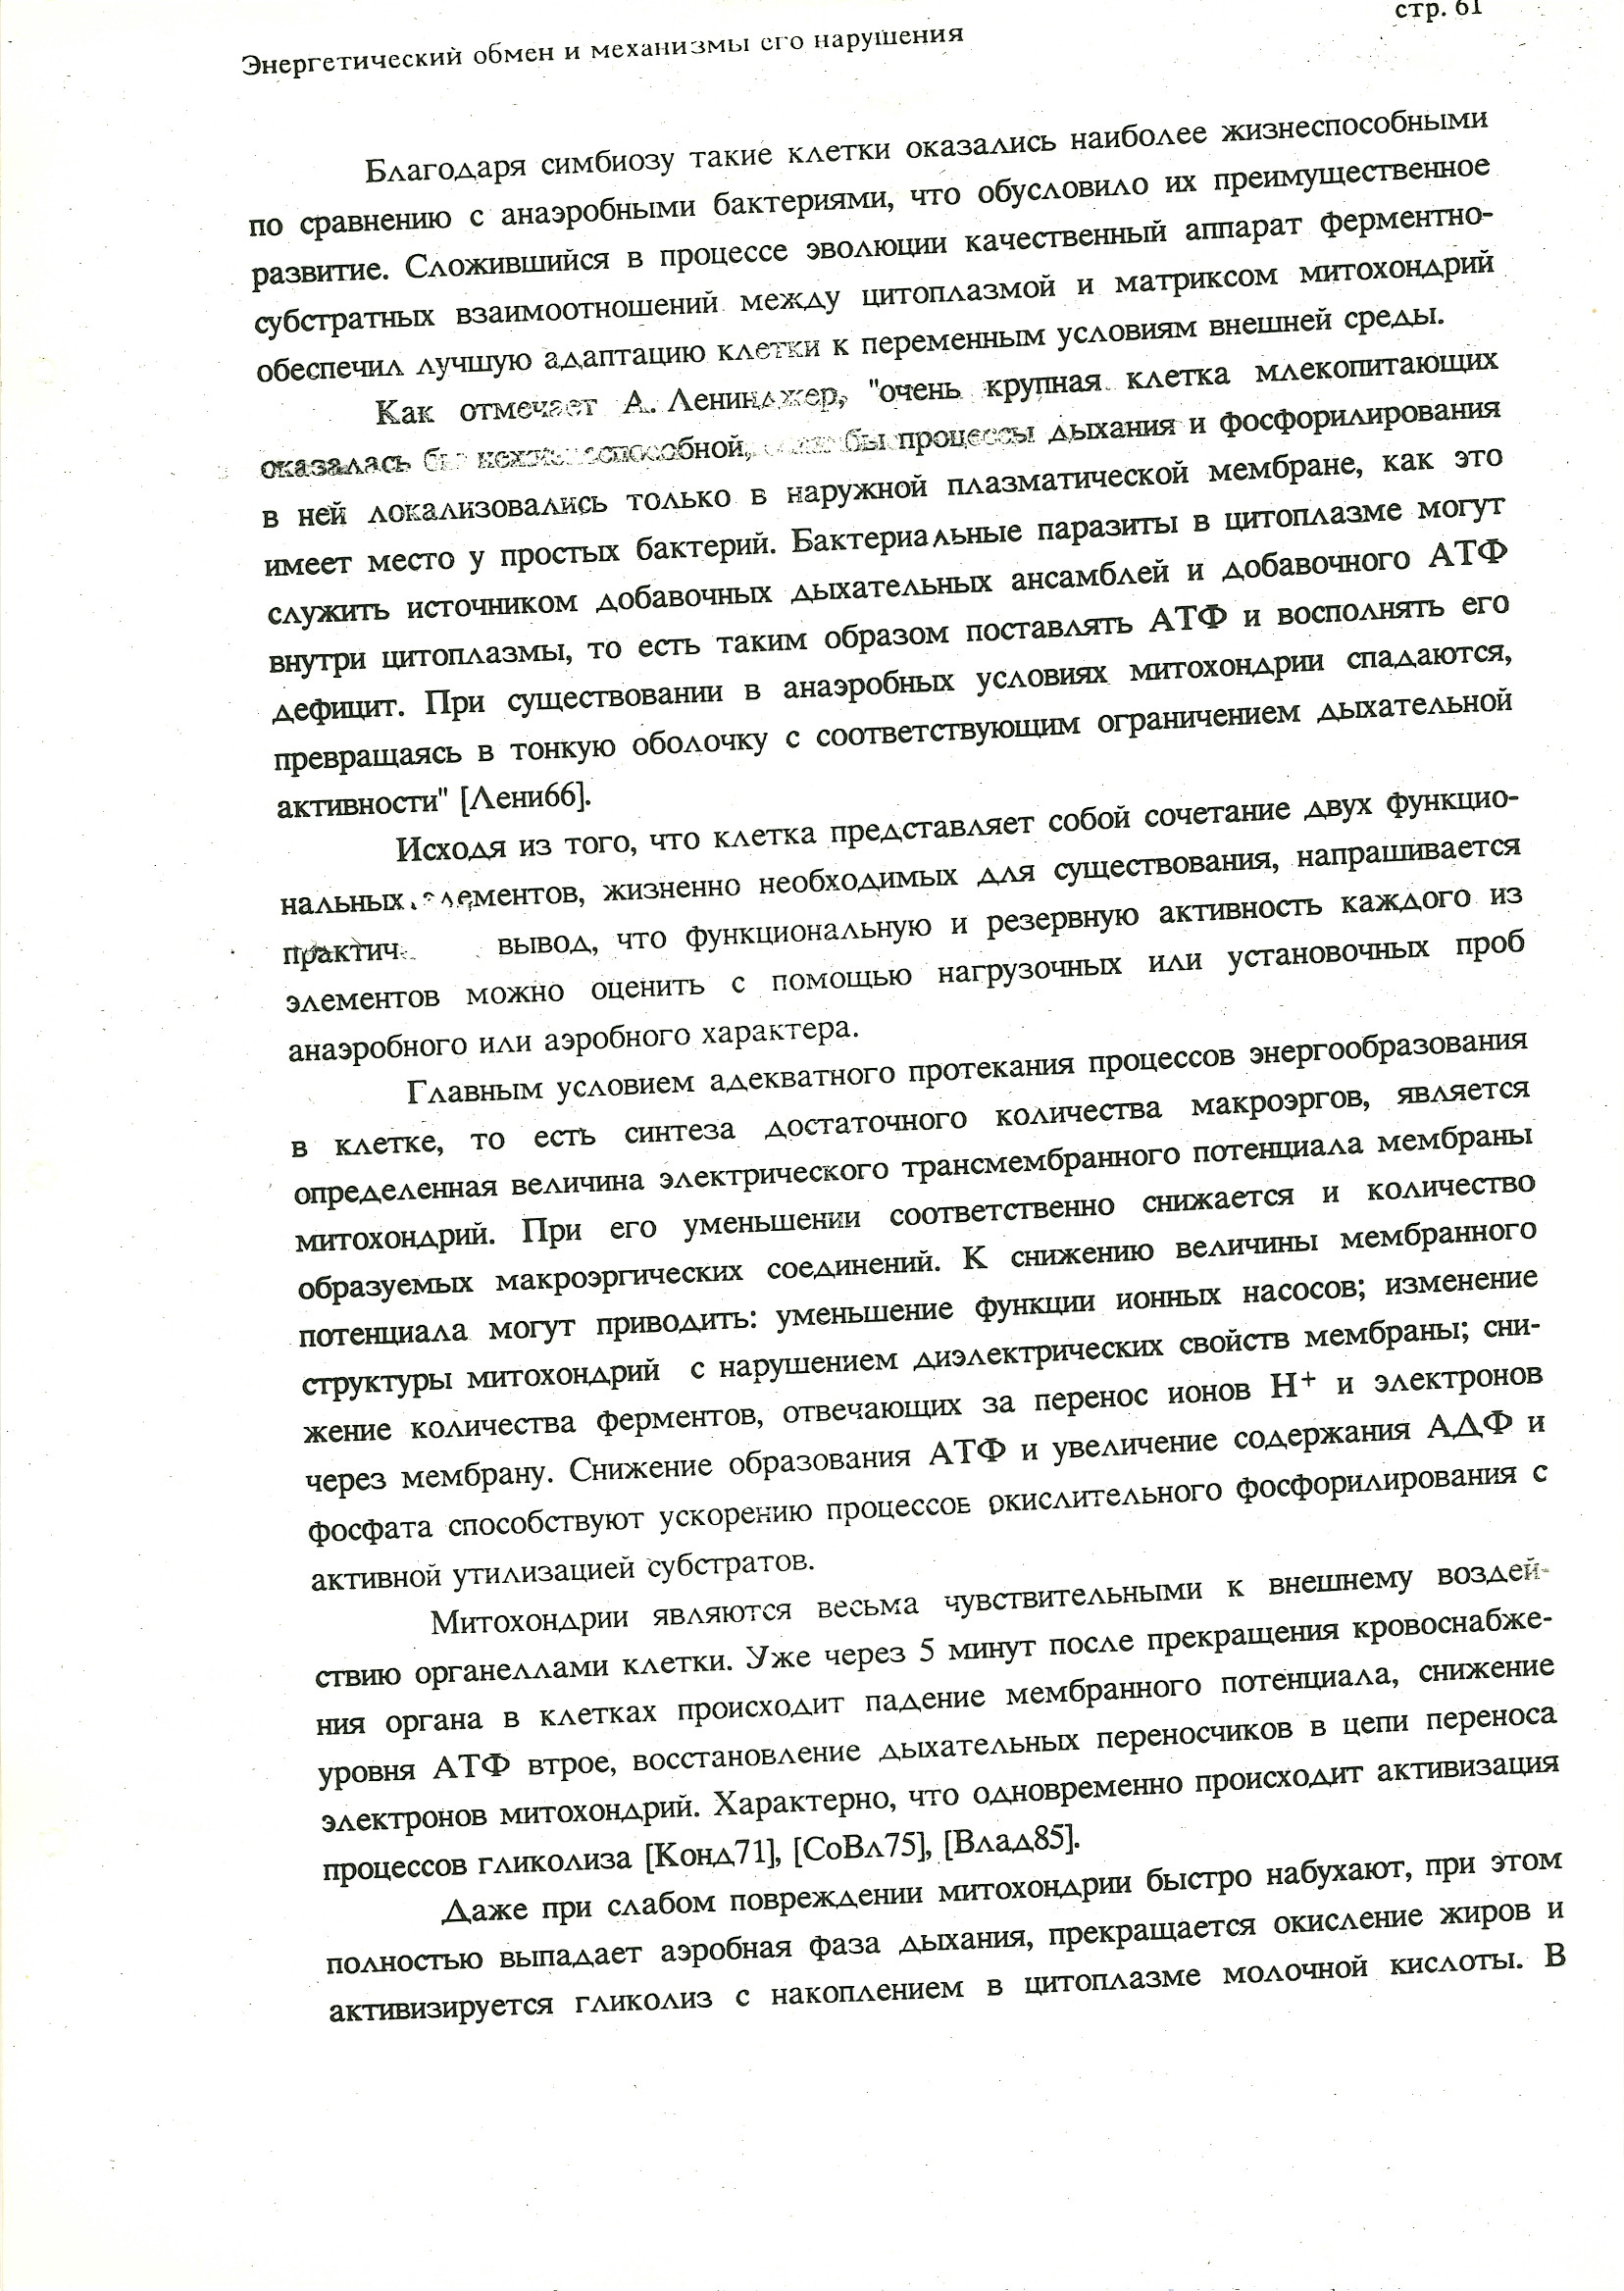 Энергетический обмен и механизмы его нарушения
стр. 61
Благодаря симбиозу такие клетки оказались наиболее жизнеспособными
по сравнению с анаэробными бактериями, что обусловило их преимущественное
развитие. Сложившийся в процессе эволюции качественный аппарат ферментно-
субстратных взаимоотношений между цитоплазмой и матриксом митохондрий
обеспечил лучшую адаптацию клетки к переменным условиям внешней среды.
Как отмечает А. Ленинджер, "очень крупная клетка млекопитающих
оказалась бы нежизнеспособной, бы процессы дыхания и фосфорилирования
в ней локализовались только в наружной плазматической мембране, как это
имеет место у простых бактерий. Бактериальные паразиты в цитоплазме могут
служить источником добавочных дыхательных ансамблей и добавочного АТФ
внутри цитоплазмы, то есть таким образом поставлять АТФ и восполнять его
дефицит. При существовании в анаэробных условиях митохондрии спадаются,
превращаясь в тонкую оболочку с соответствующим ограничением дыхательной
активности" [Лени66].
Исходя из того, что клетка представляет собой сочетание двух функцио-
нальных элементов, жизненно необходимых для существования, напрашивается
вывод, что функциональную и резервную активность каждого из
элементов можно оценить с помощью нагрузочных или установочных проб
анаэробного или аэробного характера.
Главным условием адекватного протекания процессов энергообразования
в клетке, то есть синтеза достаточного количества макроэргов, является
определенная величина электрического трансмембранного потенциала мембраны
митохондрий. При его уменьшении соответственно снижается и количество
образуемых макроэргических соединений. К снижению величины мембранного
потенциала могут приводить: уменьшение функции ионных насосов; изменение
структуры митохондрий с нарушением диэлектрических свойств мембраны; сни-
жение количества ферментов, отвечающих за перенос ионов H⁺ и электронов
через мембрану. Снижение образования АТФ и увеличение содержания АДФ и
фосфата способствуют ускорению процессов окислительного фосфорилирования с
активной утилизацией субстратов.
Митохондрии являются весьма чувствительными к внешнему воздей-
ствию органеллами клетки. Уже через 5 минут после прекращения кровоснабже-
ния органа в клетках происходит падение мембранного потенциала, снижение
уровня АТФ втрое, восстановление дыхательных переносчиков в цепи переноса
электронов митохондрий. Характерно, что одновременно происходит активизация
процессов гликолиза [Конд71], [СоВл75], [Влад85].
Даже при слабом повреждении митохондрии быстро набухают, при этом
полностью выпадает аэробная фаза дыхания, прекращается окисление жиров и
активизируется гликолиз с накоплением в цитоплазме молочной кислоты. В